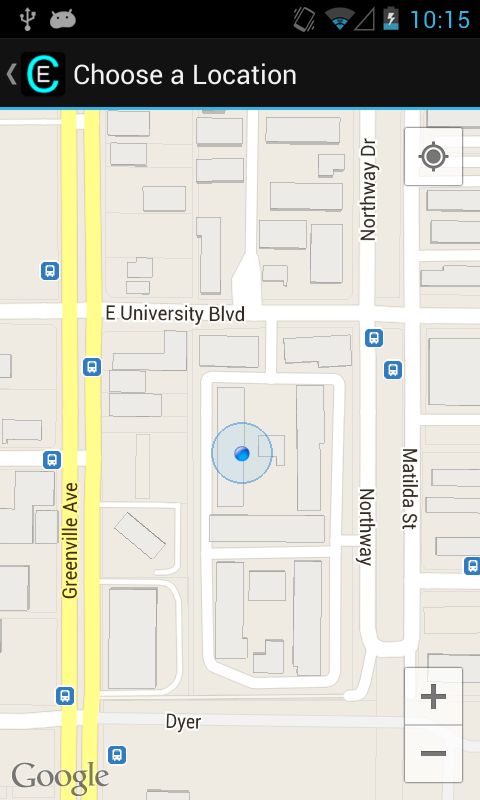 10:15
E
Choose a Location
Northway Dr
E University Blvd
Matilda St
Greenville Ave
Northway
Dyer
Google